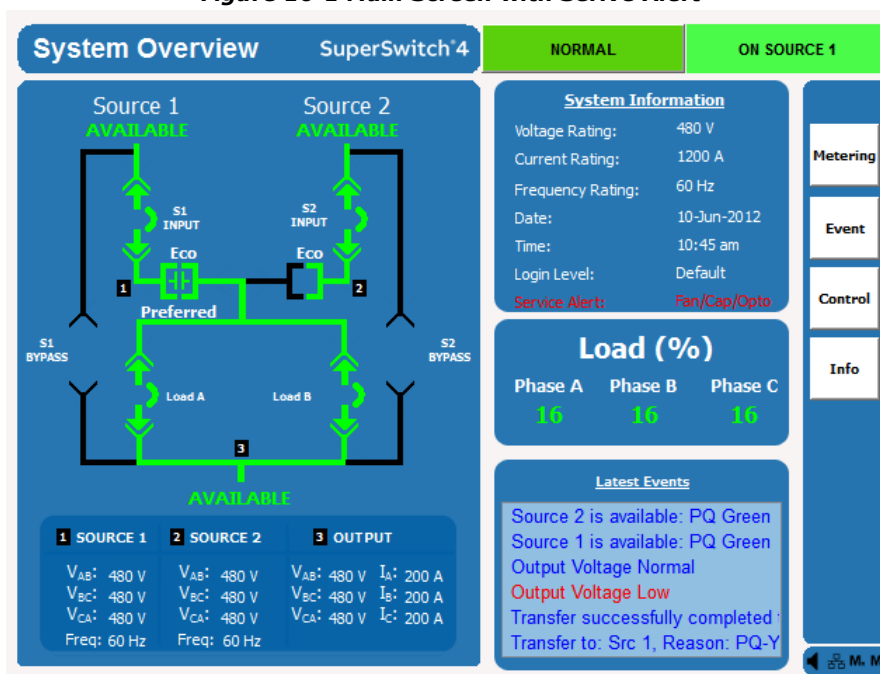 System Overview
SuperSwitch®4
NORMAL
ON SOURCE 1
Source 1
AVAILABLE
Source 2
AVAILABLE
S1
INPUT
S2
INPUT
Eco
Eco
1
2
Preferred
S1
BYPASS
S2
BYPASS
Load A
Load B
3
AVAILABLE
1 SOURCE 1
VAB: 480 V
VBC: 480 V
VCA: 480 V
Freq: 60 Hz
2 SOURCE 2
VAB: 480 V
VBC: 480 V
VCA: 480 V
Freq: 60 Hz
3 OUTPUT
VAB: 480 V IA: 200 A
VBC: 480 V IB: 200 A
VCA: 480 V IC: 200 A
System Information
Voltage Rating: 480 V
Current Rating: 1200 A
Frequency Rating: 60 Hz
Date: 10-Jun-2012
Time: 10:45 am
Login Level: Default
Service Alert: Fan/Cap/Opto
Load (%)
Phase A Phase B Phase C
16 16 16
Latest Events
Source 2 is available: PQ Green
Source 1 is available: PQ Green
Output Voltage Normal
Output Voltage Low
Transfer successfully completed
Transfer to: Src 1, Reason: PQ-Y
Metering
Event
Control
Info